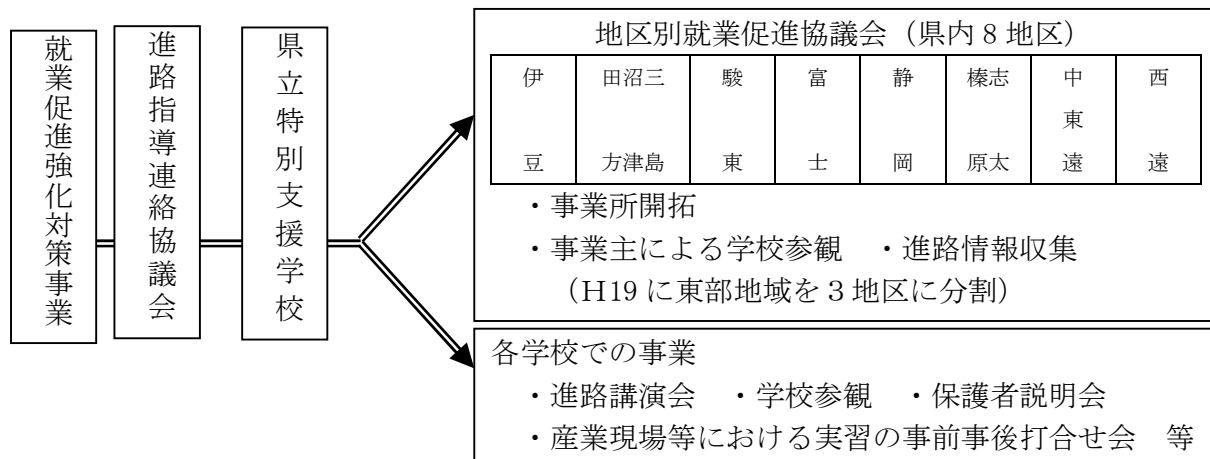 就業促進強化対策事業
進路指導連絡協議会
県立特別支援学校
地区別就業促進協議会（県内８地区）
伊豆
田方
沼津
三島
駿東
富士
静岡
榛原
志太
中東遠
西遠
・事業所開拓
・事業主による学校参観　・進路情報収集
（Ｈ19に東部地域を３地区に分割）
各学校での事業
・進路講演会　・学校参観　・保護者説明会
・産業現場等における実習の事前事後打合せ会　等